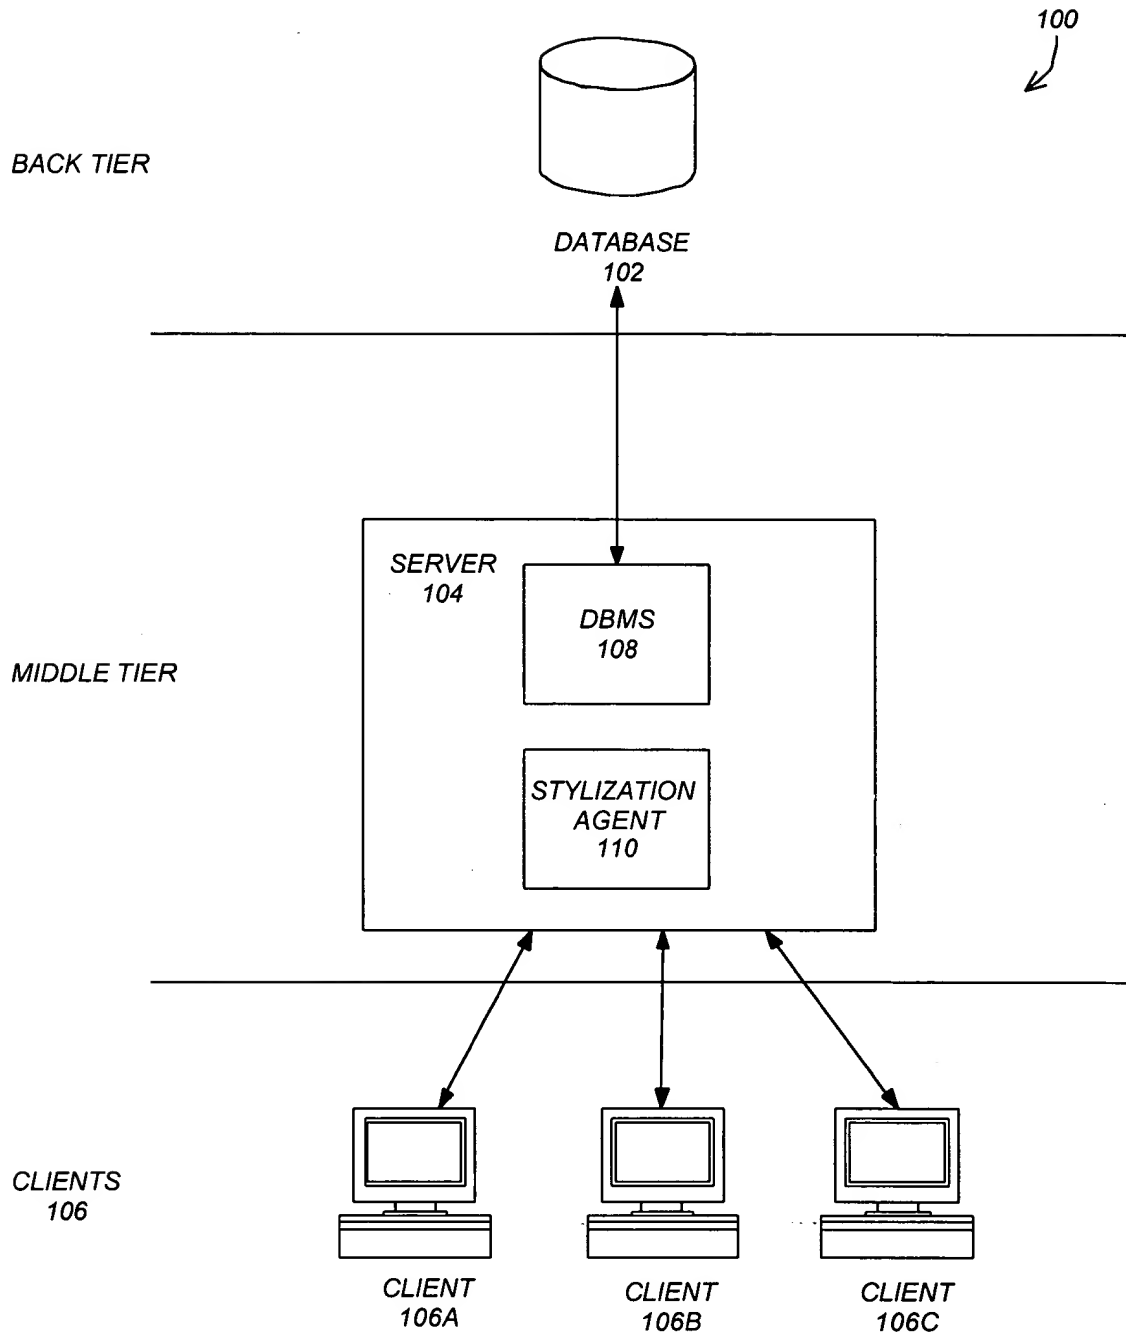 100
BACK TIER
DATABASE
102
SERVER
104
DBMS
108
MIDDLE TIER
STYLIZATION
AGENT
110
CLIENTS
106
CLIENT
106A
CLIENT
106B
CLIENT
106C